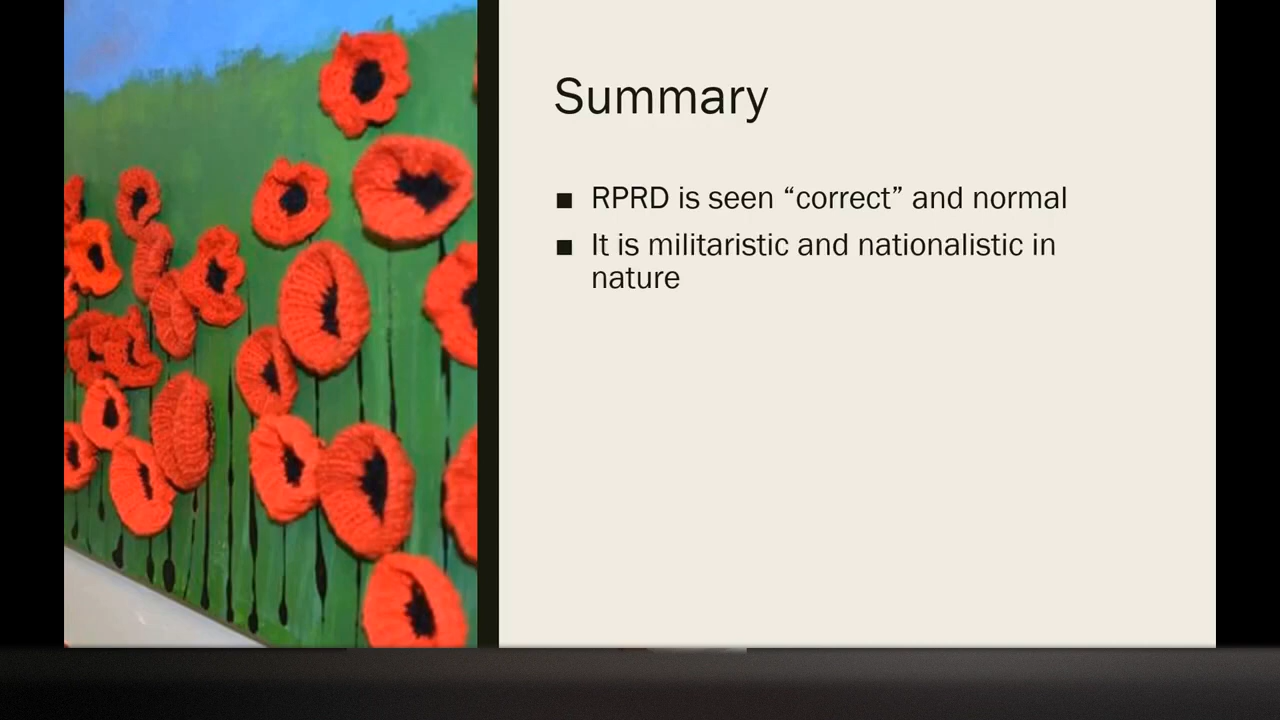 Summary
▪ RPRD is seen “correct” and normal
▪ It is militaristic and nationalistic in
nature